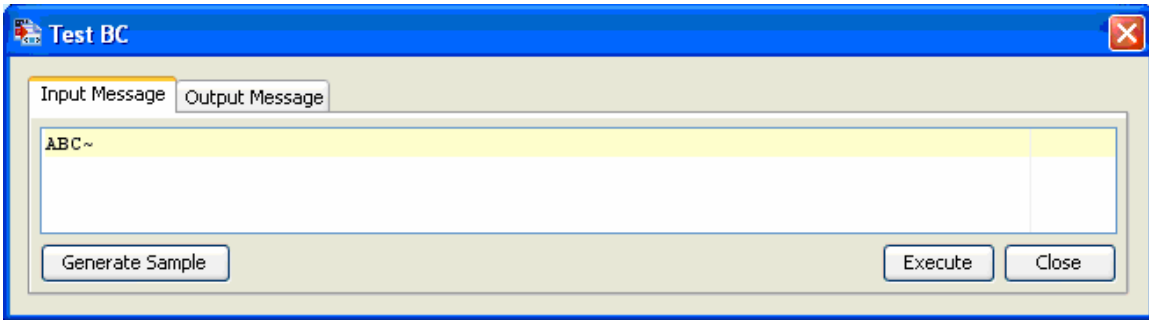 Test BC
Input Message Output Message
ABC~
Generate Sample Execute Close